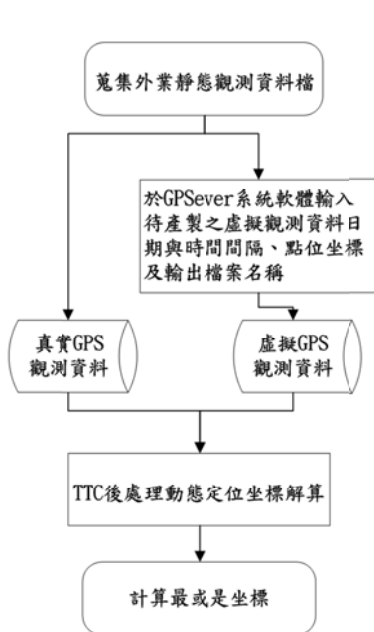 蒐集外業靜態觀測資料檔
於GPSever系統軟體輸入
待產製之虛擬觀測資料日
期與時間間隔、點位坐標
及輸出檔案名稱
真實GPS
觀測資料
虛擬GPS
觀測資料
TTC後處理動態定位坐標解算
計算最或是坐標